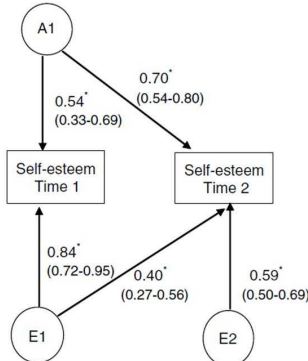 A1
0.70*
(0.54-0.80)
0.54*
(0.33-0.69)
Self-esteem
Time 1
Self-esteem
Time 2
0.84*
(0.72-0.95)
0.40*
(0.27-0.56)
0.59*
(0.50-0.69)
E1
E2